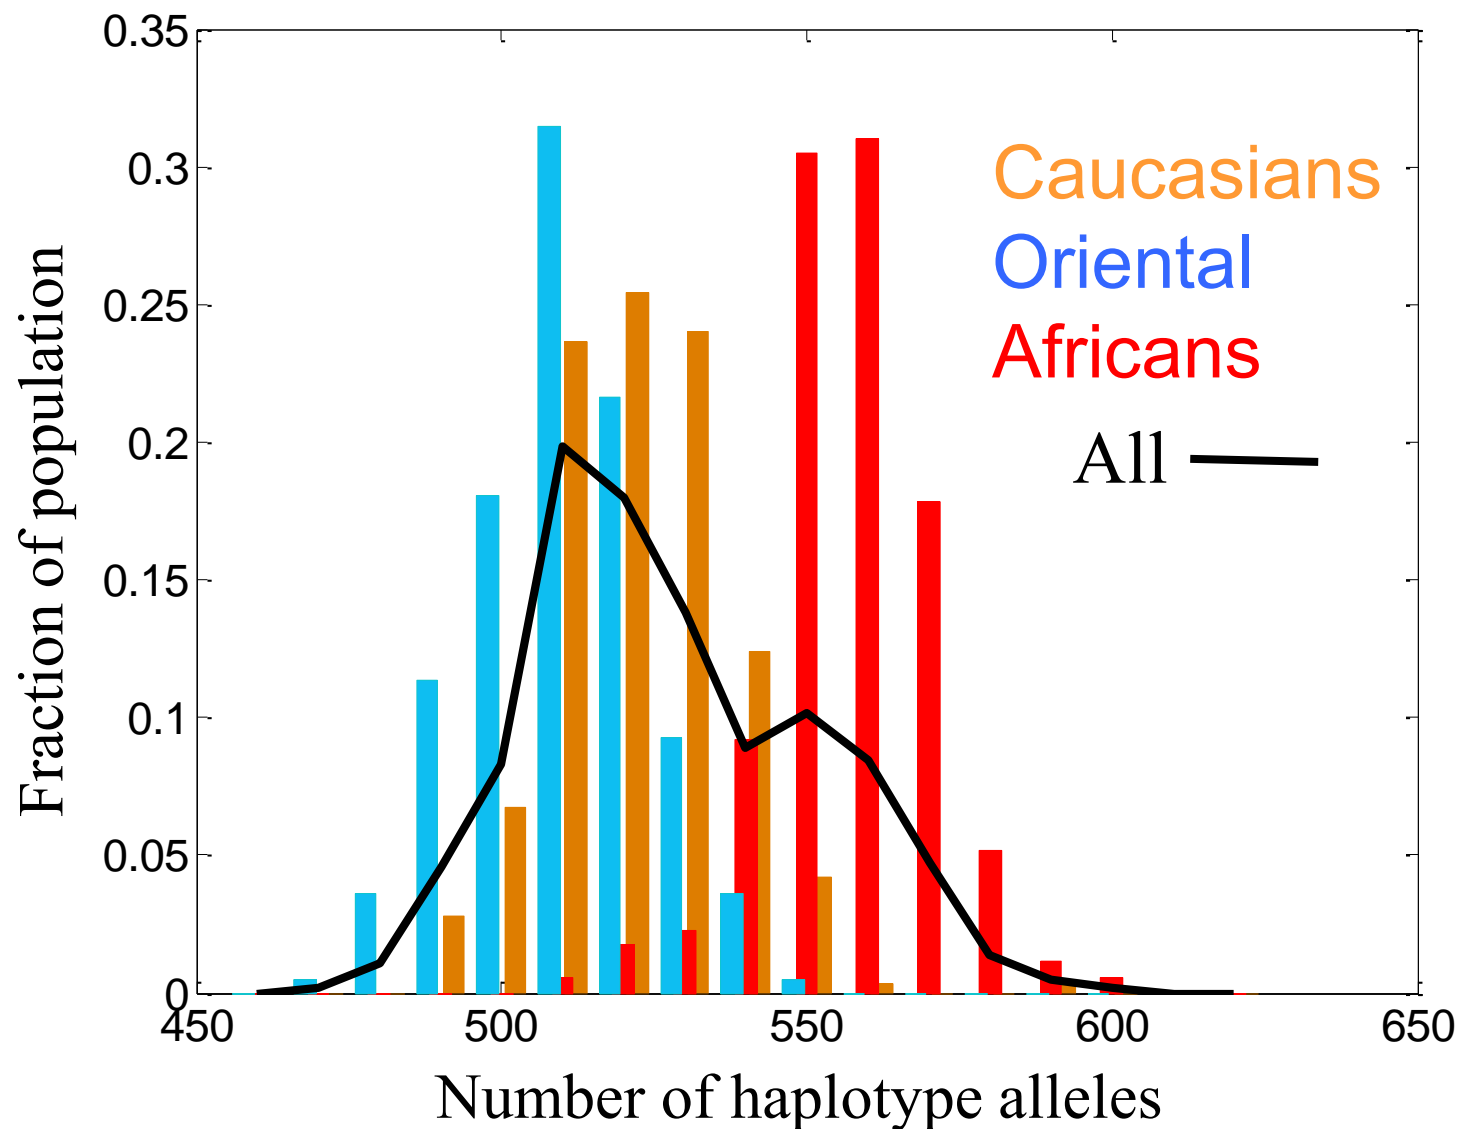 0.35
0.3
0.25
0.2
0.15
0.1
0.05
0
450
500
550
600
650
Fraction of population
Number of haplotype alleles
Caucasians
Oriental
Africans
All